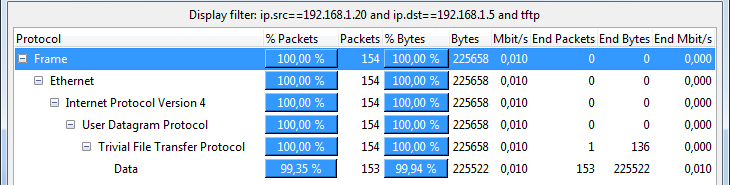 Display filter: ip.src==192.168.1.20 and ip.dst==192.168.1.5 and tftp
Protocol % Packets Packets % Bytes Bytes Mbit/s End Packets End Bytes End Mbit/s
Frame 100,00 % 154 100,00 % 225658 0,010 0 0 0,000
Ethernet 100,00 % 154 100,00 % 225658 0,010 0 0 0,000
Internet Protocol Version 4 100,00 % 154 100,00 % 225658 0,010 0 0 0,000
User Datagram Protocol 100,00 % 154 100,00 % 225658 0,010 0 0 0,000
Trivial File Transfer Protocol 100,00 % 154 100,00 % 225658 0,010 1 136 0,000
Data 99,35 % 153 99,94 % 225522 0,010 153 225522 0,010